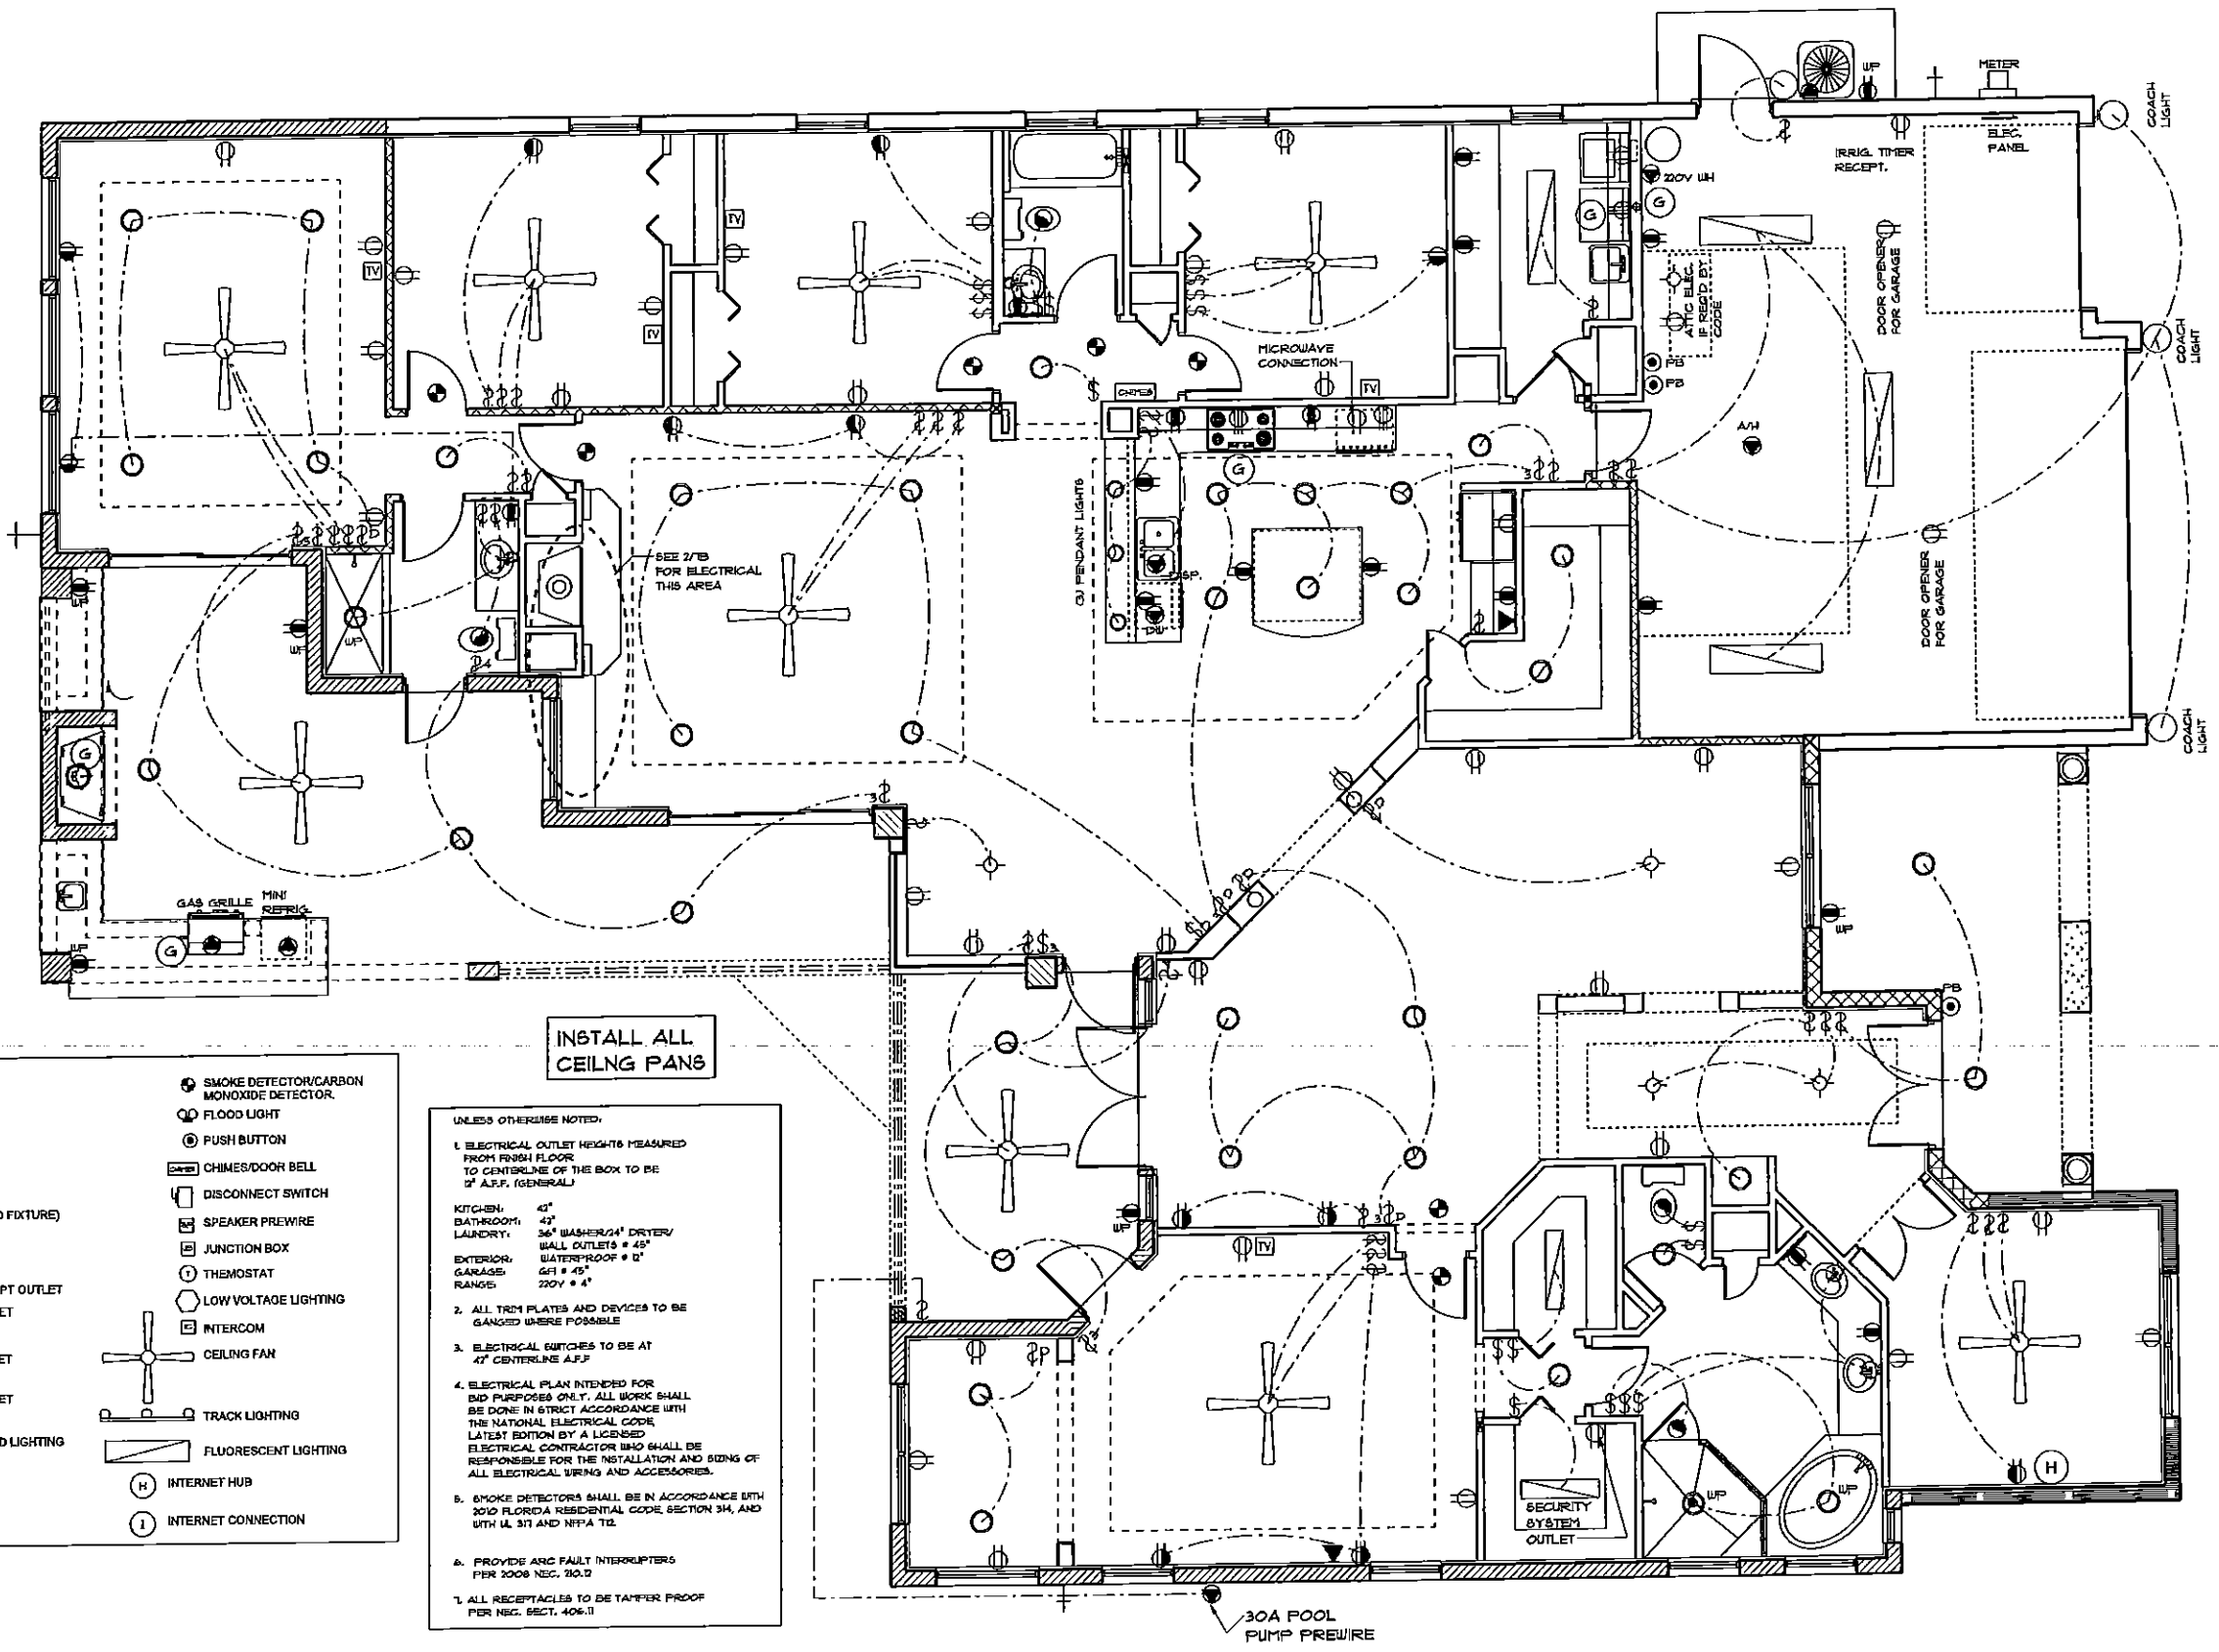 METER
WP
COACH
LIGHT
ELEC.
PANEL
IRRIG. TIMER
RECEPT.
220V WH
G
G
TV
TV
TV
DOOR OPENER
FOR GARAGE
ATTIC ELEC.
IF REQ'D BY
CODE
COACH
LIGHT
MICROWAVE
CONNECTION
TV
CHIMES
PB
PB
A/H
G
(3) PENDANT LIGHTS
SEE 2/TB
FOR ELECTRICAL
THIS AREA
DISP.
DW
DOOR OPENER
FOR GARAGE
WP
WP
WP
G
COACH
LIGHT
GAS GRILLE
MINI
REFRIG.
G
WP
WP
PB
INSTALL ALL
CEILNG PANS
SMOKE DETECTOR/CARBON
MONOXIDE DETECTOR.
FLOOD LIGHT
PUSH BUTTON
CHIMES/DOOR BELL
DISCONNECT SWITCH
D FIXTURE)
SPEAKER PREWIRE
JUNCTION BOX
T THEMOSTAT
PT OUTLET
LOW VOLTAGE LIGHTING
ET
INTERCOM
ET
CEILING FAN
ET
TRACK LIGHTING
D LIGHTING
FLUORESCENT LIGHTING
H INTERNET HUB
I INTERNET CONNECTION
UNLESS OTHERWISE NOTED:
1. ELECTRICAL OUTLET HEIGHTS MEASURED
FROM FINISH FLOOR
TO CENTERLINE OF THE BOX TO BE
12" A.F.F. (GENERAL)
KITCHEN: 42"
BATHROOM: 42"
LAUNDRY: 36" WASHER/24" DRYER/
WALL OUTLETS @ 45"
EXTERIOR: WATERPROOF @ 12"
GARAGE: GFI @ 45"
RANGE: 220V @ 4"
2. ALL TRIM PLATES AND DEVICES TO BE
GANGED WHERE POSSIBLE
3. ELECTRICAL SWITCHES TO BE AT
42" CENTERLINE A.F.F
4. ELECTRICAL PLAN INTENDED FOR
BID PURPOSES ONLY. ALL WORK SHALL
BE DONE IN STRICT ACCORDANCE WITH
THE NATIONAL ELECTRICAL CODE,
LATEST EDITION BY A LICENSED
ELECTRICAL CONTRACTOR WHO SHALL BE
RESPONSIBLE FOR THE INSTALLATION AND SIZING OF
ALL ELECTRICAL WIRING AND ACCESSORIES.
5. SMOKE DETECTORS SHALL BE IN ACCORDANCE WITH
2010 FLORIDA RESIDENTIAL CODE, SECTION 314, AND
WITH UL 217 AND NFPA 72.
6. PROVIDE ARC FAULT INTERRUPTERS
PER 2008 NEC. 210.12
7. ALL RECEPTACLES TO BE TAMPER PROOF
PER NEC. SECT. 406.11
WP
TV
WP
WP
H
SECURITY
SYSTEM
OUTLET
30A POOL
PUMP PREWIRE